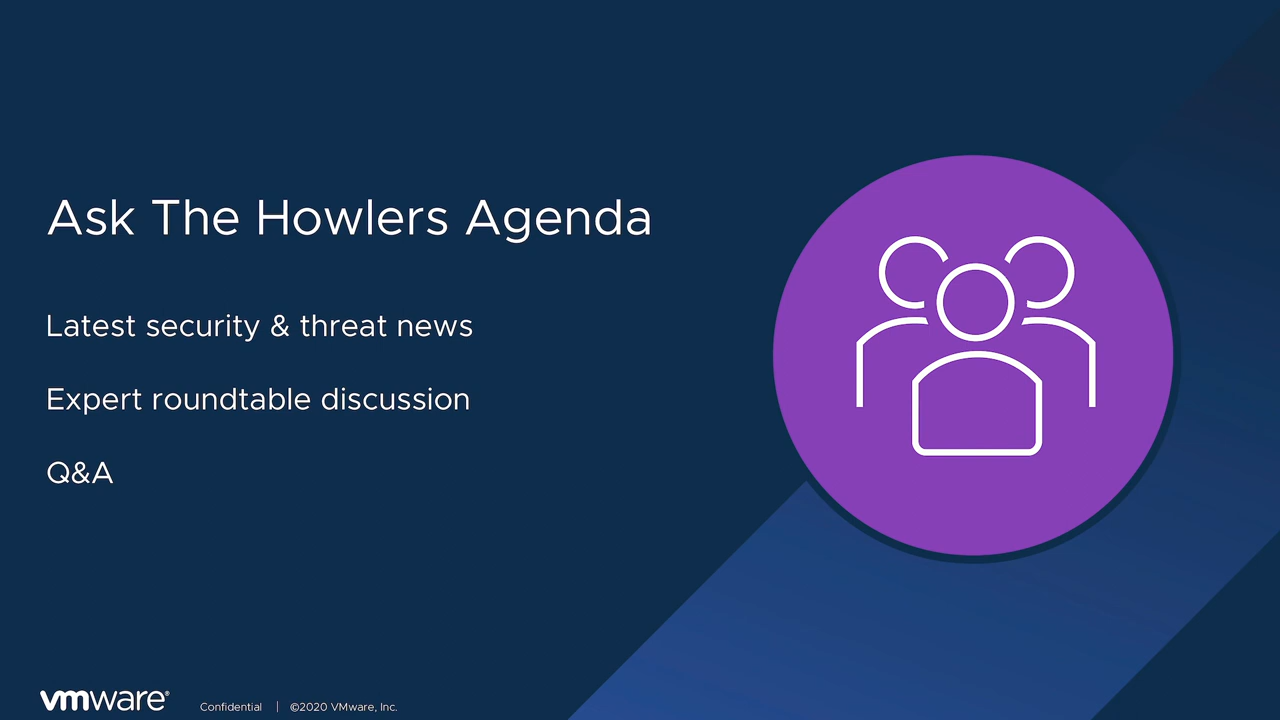 Ask The Howlers Agenda
Latest security & threat news
Expert roundtable discussion
Q&A
vmware®
Confidential | ©2020 VMware, Inc.